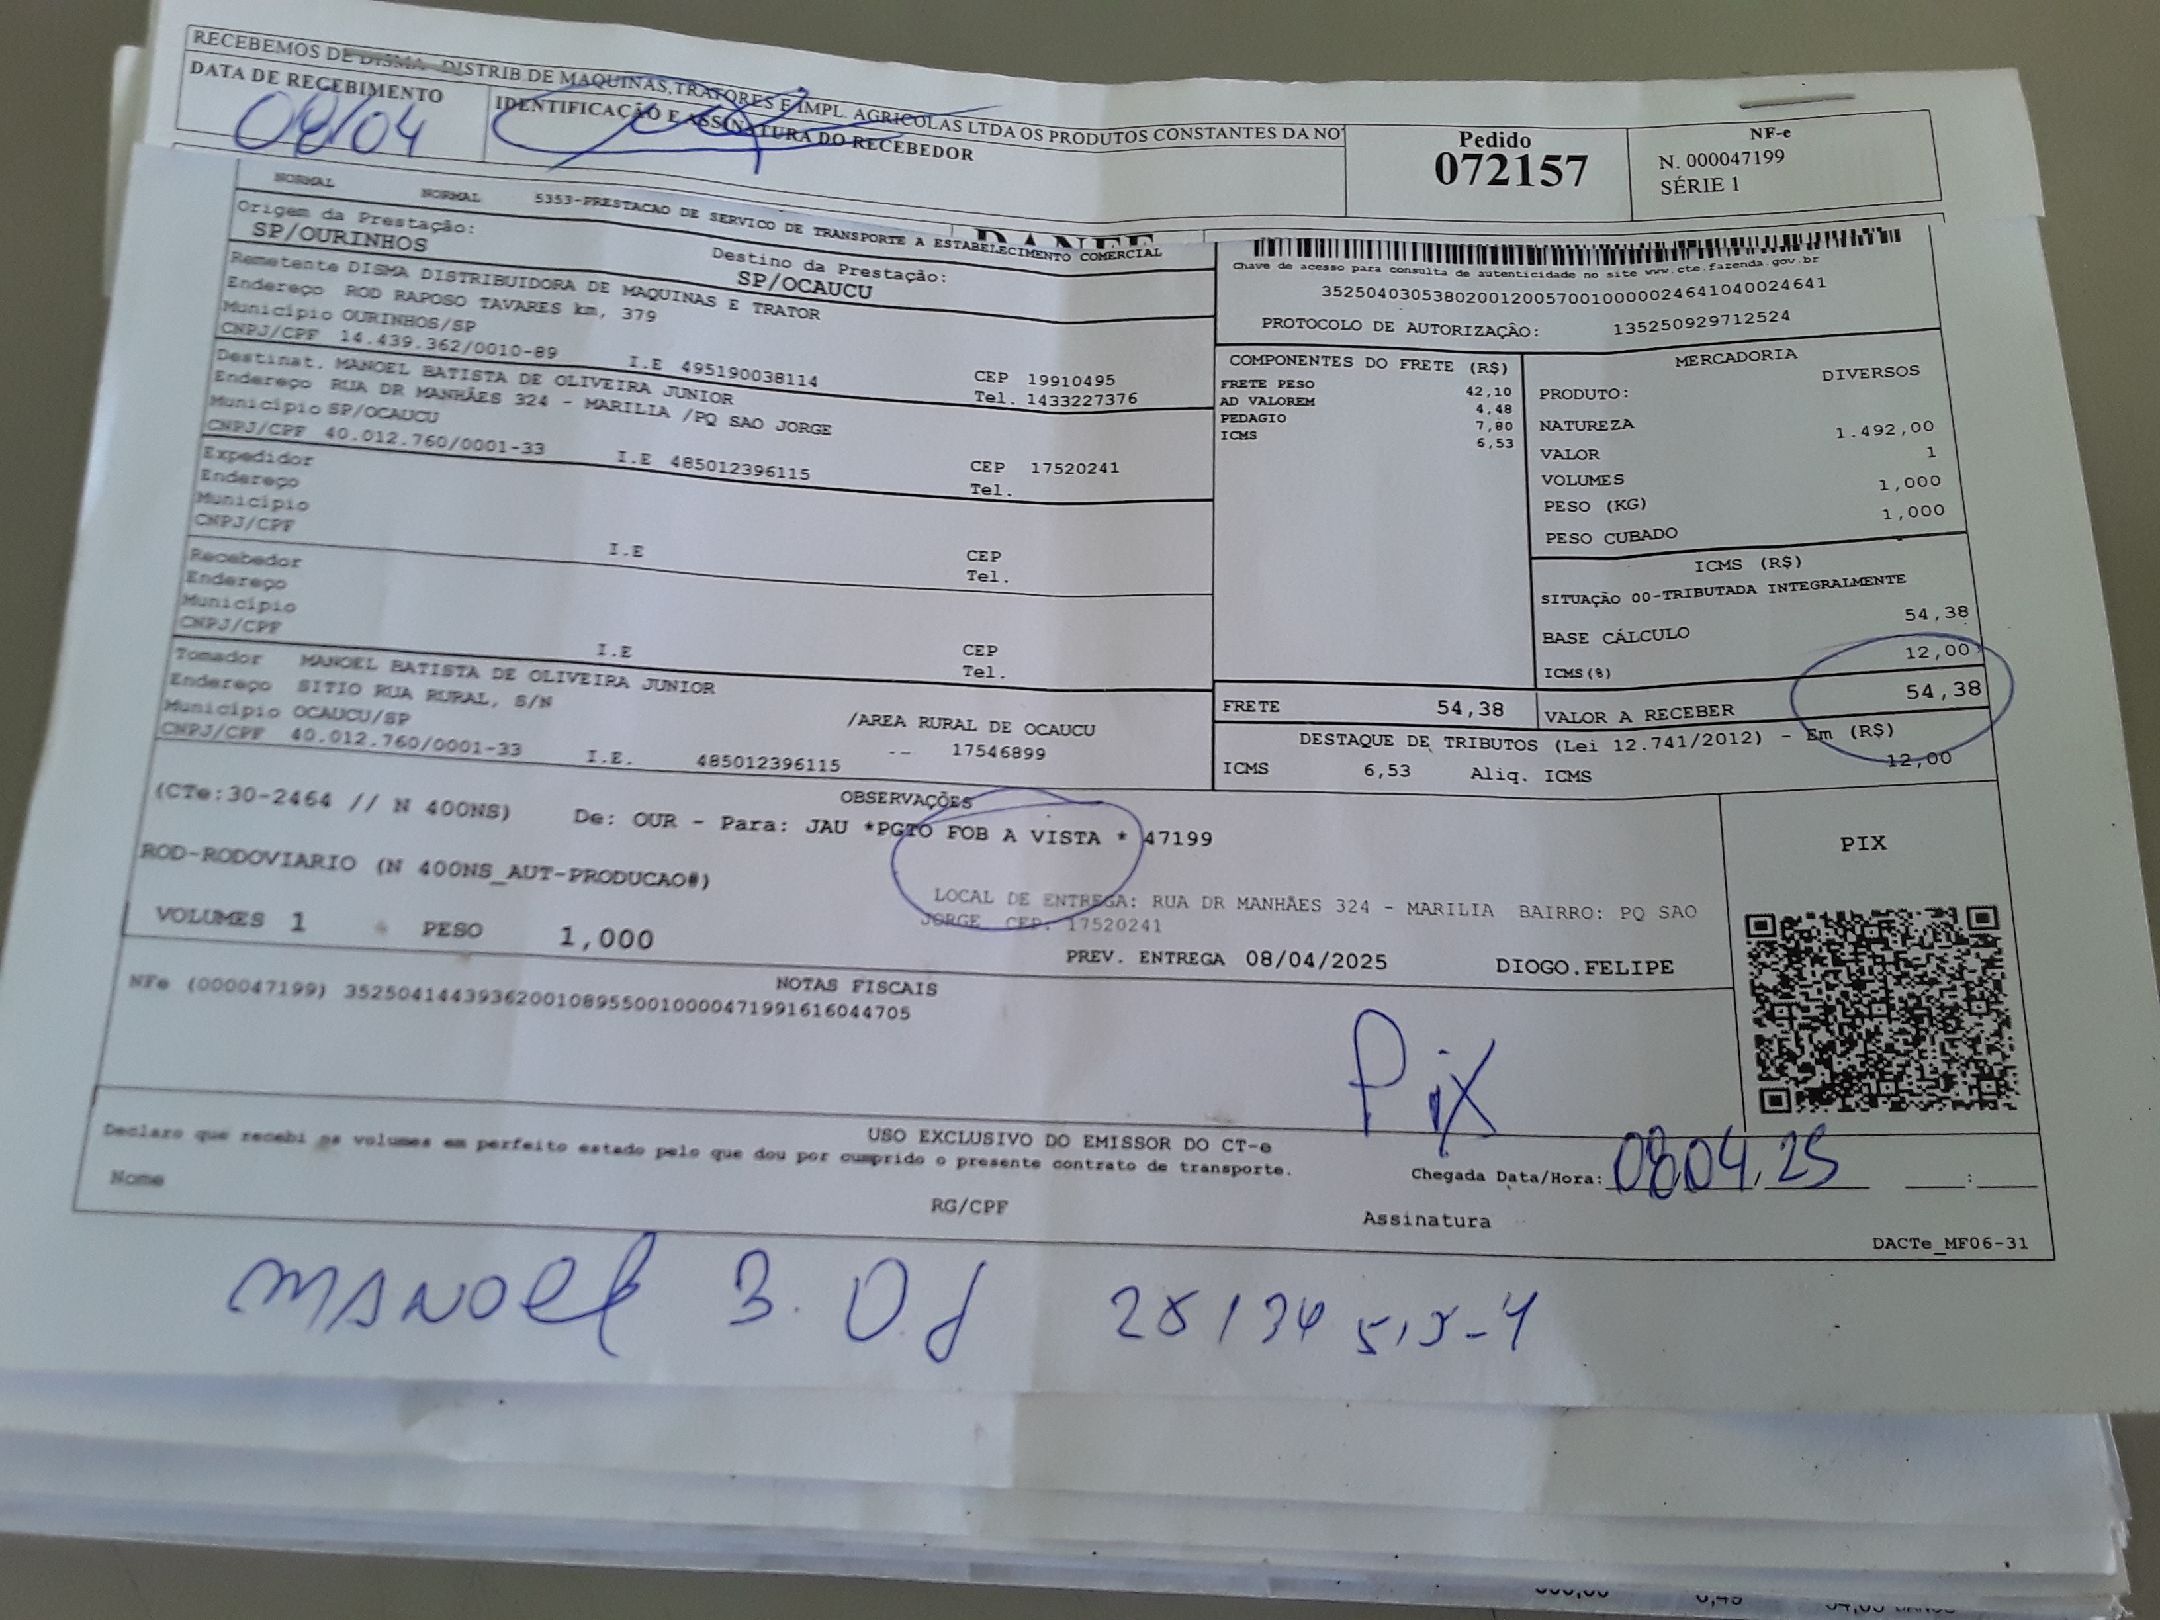 RECEBEMOS DE DISMA - DISTRIB DE MAQUINAS,TRATORES E IMPL. AGRICOLAS LTDA OS PRODUTOS CONSTANTES DA NO
DATA DE RECEBIMENTO
08/04
IDENTIFICAÇÃO E ASSINATURA DO RECEBEDOR
Pedido
072157
NF-e
N. 000047199
SÉRIE 1
NORMAL NORMAL 5353-PRESTACAO DE SERVICO DE TRANSPORTE A ESTABELECIMENTO COMERCIAL
DANFE
Origem da Prestação:
SP/OURINHOS
Destino da Prestação:
SP/OCAUCU
Remetente DISMA DISTRIBUIDORA DE MAQUINAS E TRATOR
Endereço ROD RAPOSO TAVARES km, 379
Município OURINHOS/SP
CNPJ/CPF 14.439.362/0010-89 I.E 495190038114
CEP 19910495
Tel. 1433227376
Destinat. MANOEL BATISTA DE OLIVEIRA JUNIOR
Endereço RUA DR MANHÃES 324 - MARILIA /PQ SAO JORGE
Município SP/OCAUCU
CNPJ/CPF 40.012.760/0001-33 I.E 485012396115
CEP 17520241
Tel.
Expedidor
Endereço
Município
CNPJ/CPF
I.E
CEP
Tel.
Recebedor
Endereço
Município
CNPJ/CPF
I.E
CEP
Tel.
Tomador MANOEL BATISTA DE OLIVEIRA JUNIOR
Endereço SITIO RUA RURAL, S/N
/AREA RURAL DE OCAUCU
Município OCAUCU/SP
-- 17546899
CNPJ/CPF 40.012.760/0001-33 I.E. 485012396115
Chave de acesso para consulta de autenticidade no site www.cte.fazenda.gov.br
35250403053802001200570010000024641040024641
PROTOCOLO DE AUTORIZAÇÃO: 135250929712524
COMPONENTES DO FRETE (R$)
FRETE PESO 42,10
AD VALOREM 4,48
PEDAGIO 7,80
ICMS 6,53
MERCADORIA
PRODUTO: DIVERSOS
NATUREZA
VALOR 1.492,00
VOLUMES 1
PESO (KG) 1,000
PESO CUBADO 1,000
ICMS (R$)
SITUAÇÃO 00-TRIBUTADA INTEGRALMENTE
BASE CÁLCULO 54,38
ICMS(%) 12,00
FRETE 54,38
VALOR A RECEBER 54,38
DESTAQUE DE TRIBUTOS (Lei 12.741/2012) - Em (R$)
ICMS 6,53 Aliq. ICMS 12,00
OBSERVAÇÕES
(CTe:30-2464 // N 400NS) De: OUR - Para: JAU *PGTO FOB A VISTA * 47199
ROD-RODOVIARIO (N 400NS_AUT-PRODUCAO#)
LOCAL DE ENTREGA: RUA DR MANHÃES 324 - MARILIA BAIRRO: PQ SAO
JORGE CEP: 17520241
VOLUMES 1 PESO 1,000
PREV. ENTREGA 08/04/2025 DIOGO.FELIPE
PIX
NOTAS FISCAIS
NFe (000047199) 35250414439362001089550010000471991616044705
Pix
USO EXCLUSIVO DO EMISSOR DO CT-e
Declaro que recebi os volumes em perfeito estado pelo que dou por cumprido o presente contrato de transporte.
Chegada Data/Hora: 08.04.25 ____:____
Nome
RG/CPF
Assinatura
DACTe_MF06-31
MANOEL B.